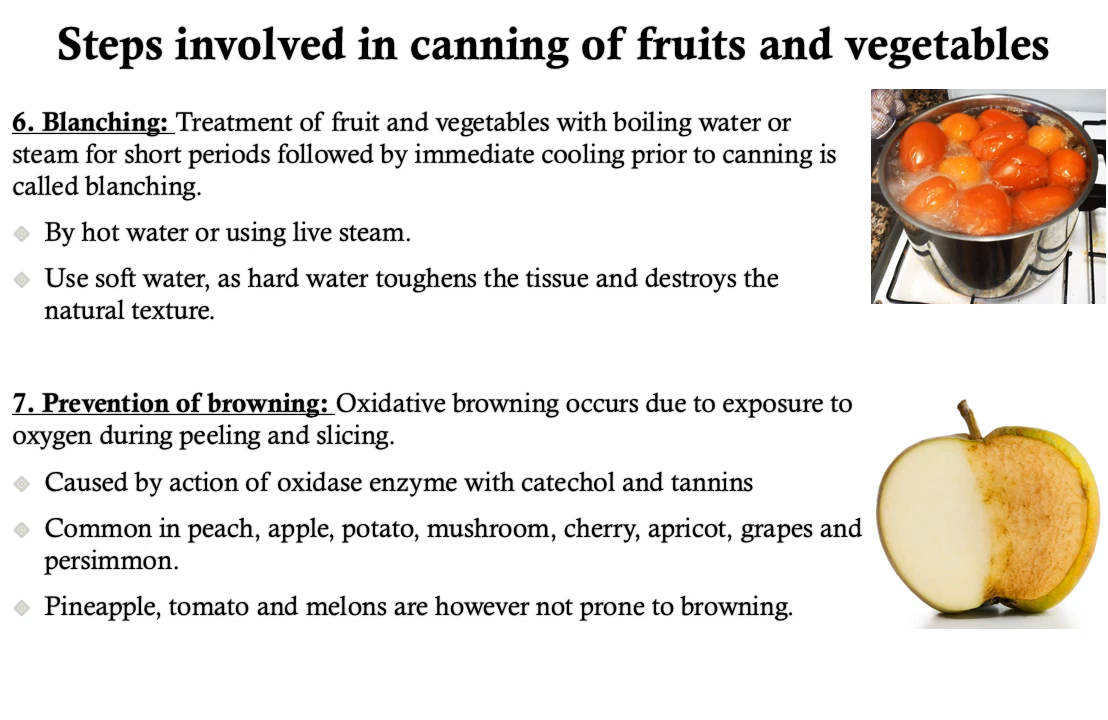 Steps involved in canning of fruits and vegetables
6. Blanching: Treatment of fruit and vegetables with boiling water or
steam for short periods followed by immediate cooling prior to canning is
called blanching.
By hot water or using live steam.
Use soft water, as hard water toughens the tissue and destroys the
natural texture.
7. Prevention of browning: Oxidative browning occurs due to exposure to
oxygen during peeling and slicing.
Caused by action of oxidase enzyme with catechol and tannins
Common in peach, apple, potato, mushroom, cherry, apricot, grapes and
persimmon.
Pineapple, tomato and melons are however not prone to browning.